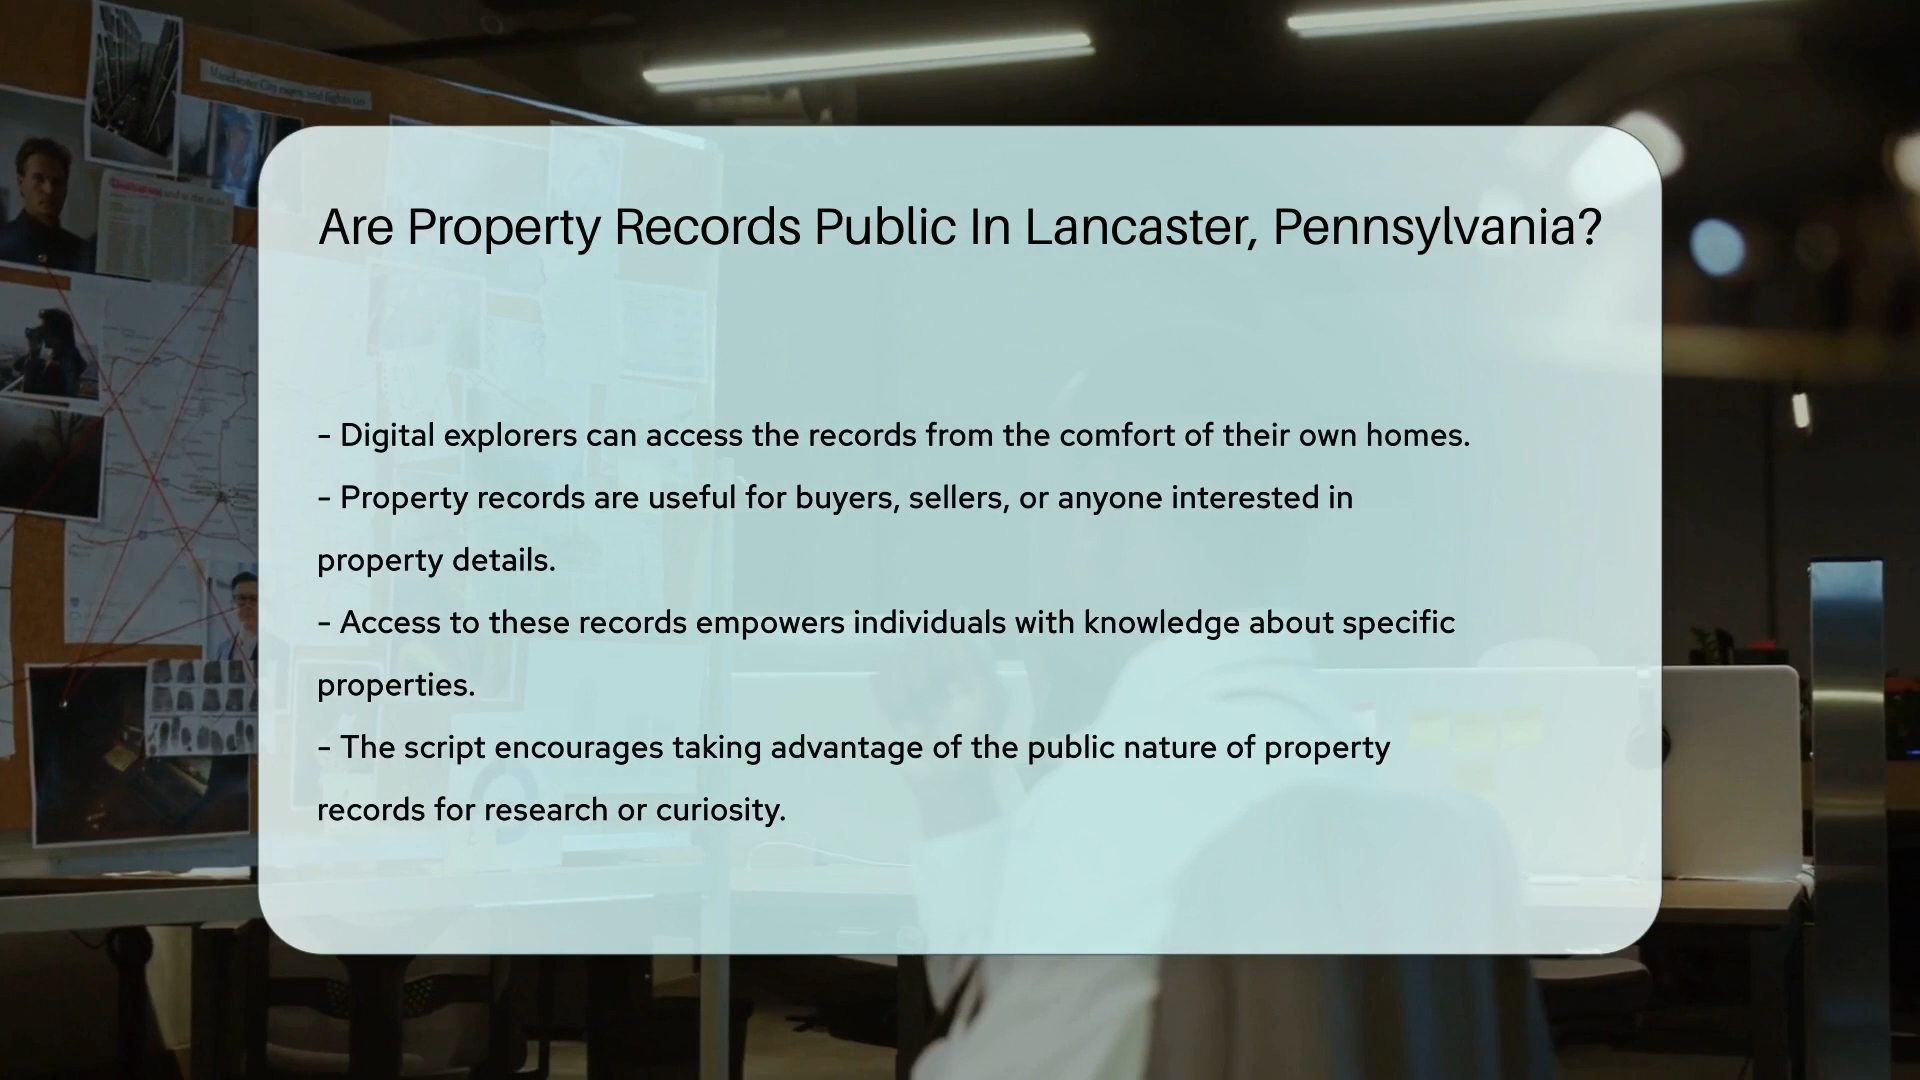 Are Property Records Public In Lancaster, Pennsylvania?
- Digital explorers can access the records from the comfort of their own homes.
- Property records are useful for buyers, sellers, or anyone interested in
property details.
- Access to these records empowers individuals with knowledge about specific
properties.
- The script encourages taking advantage of the public nature of property
records for research or curiosity.